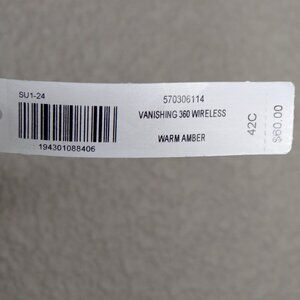 SU1-24
194301088406
570306114
VANISHING 360 WIRELESS
WARM AMBER
42C
$60.00